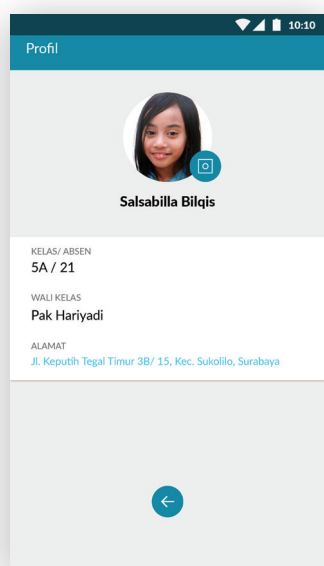 10:10
Profil
Salsabilla Bilqis
KELAS/ ABSEN
5A / 21
WALI KELAS
Pak Hariyadi
ALAMAT
Jl. Keputih Tegal Timur 3B/ 15, Kec. Sukolilo, Surabaya